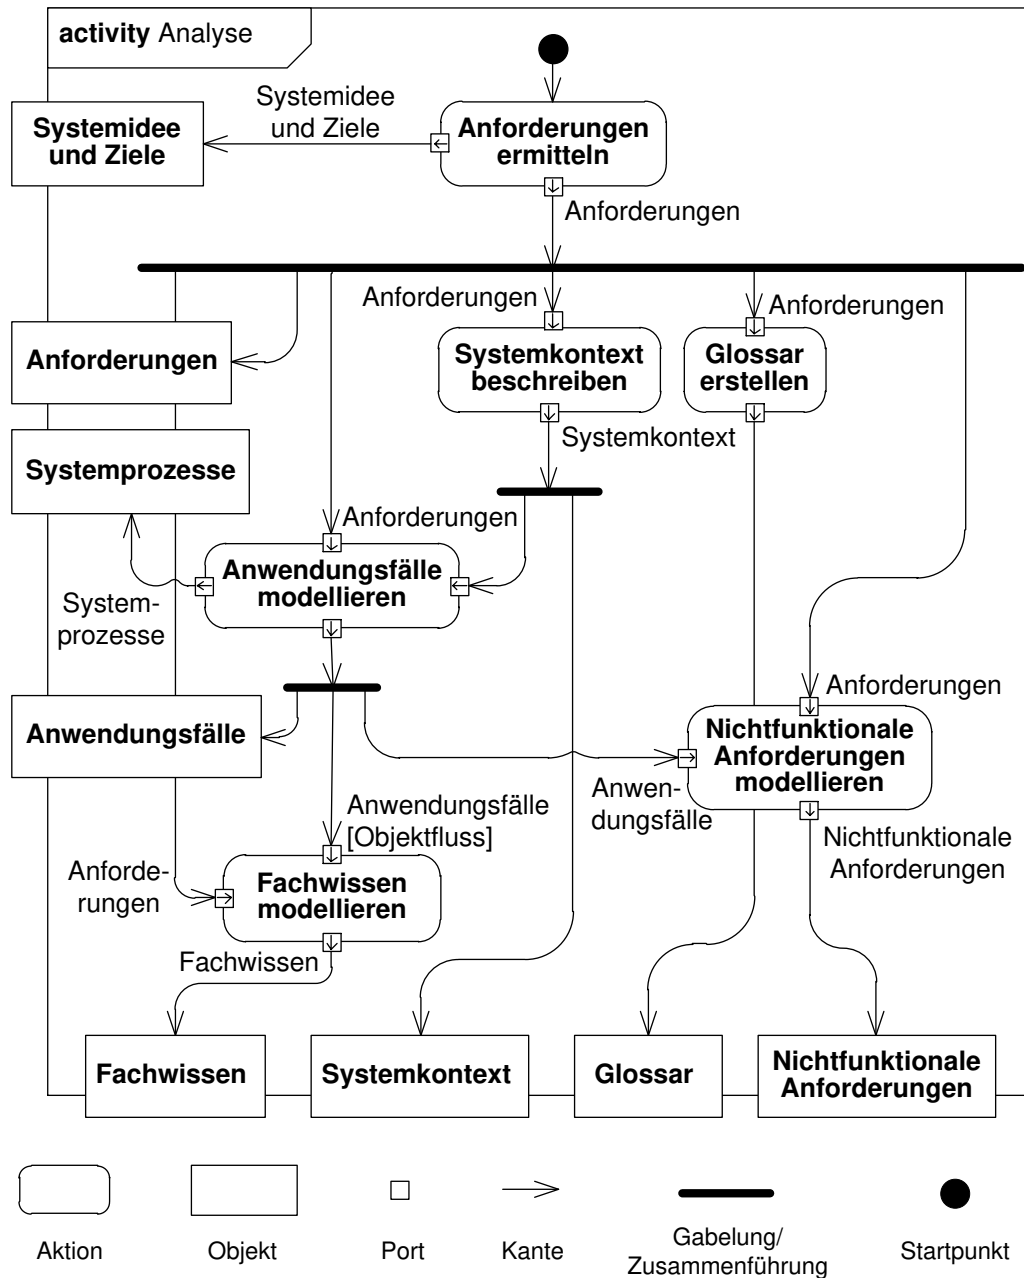 activity Analyse
Systemidee
und Ziele
Systemidee
und Ziele
Anforderungen
ermitteln
Anforderungen
Anforderungen
Anforderungen
Anforderungen
Systemkontext
beschreiben
Glossar
erstellen
Systemkontext
Systemprozesse
Anforderungen
Anwendungsfälle
modellieren
System-
prozesse
Anforderungen
Anwendungsfälle
Nichtfunktionale
Anforderungen
modellieren
Anwen-
dungsfälle
Anwendungsfälle
[Objektfluss]
Nichtfunktionale
Anforderungen
Anforde-
rungen
Fachwissen
modellieren
Fachwissen
Fachwissen
Systemkontext
Glossar
Nichtfunktionale
Anforderungen
Aktion
Objekt
Port
Kante
Gabelung/
Zusammenführung
Startpunkt